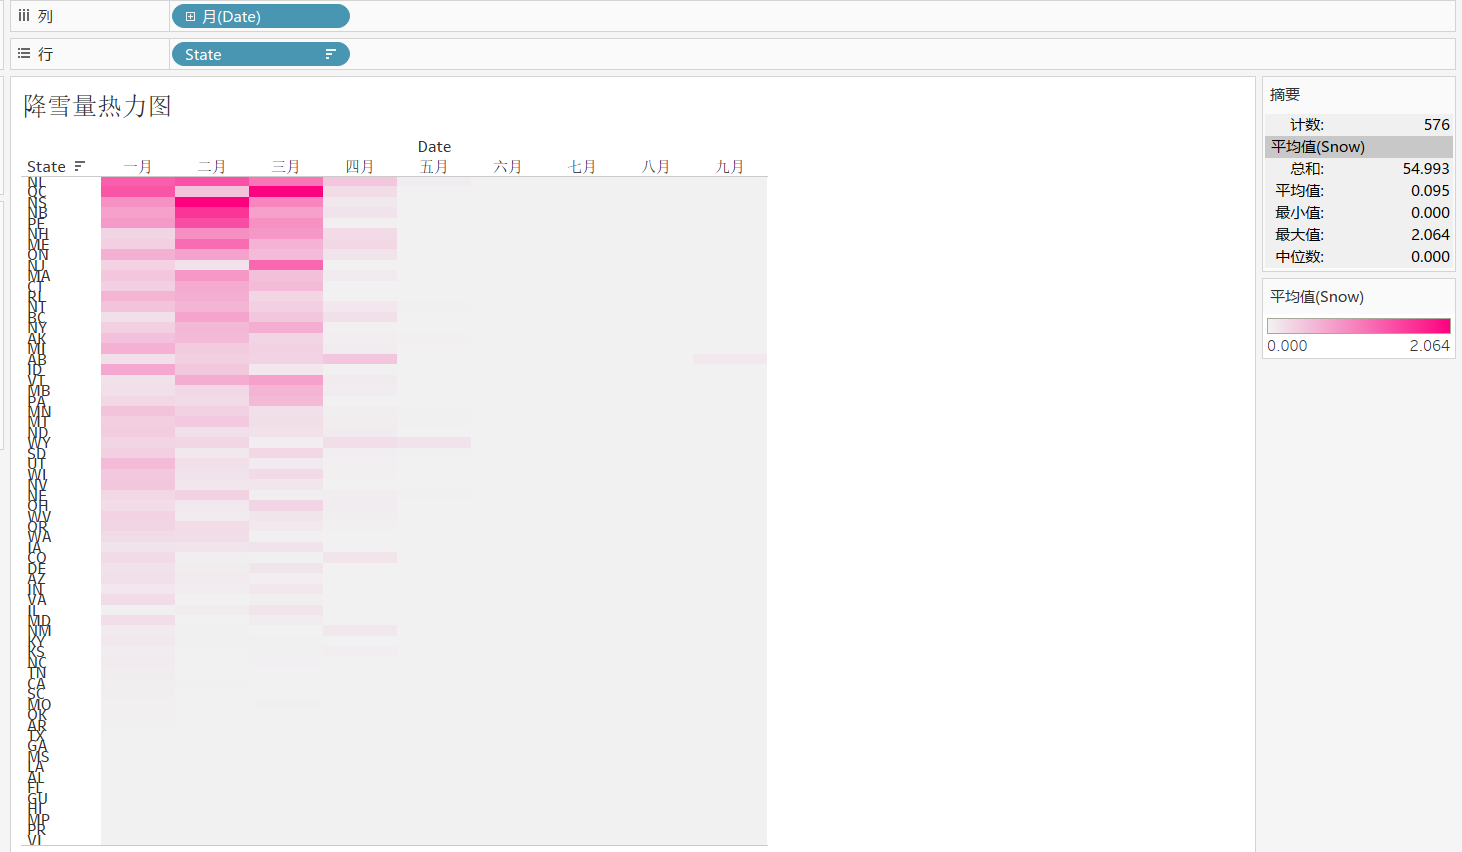 列 月(Date)
行 State
降雪量热力图
Date
State 一月 二月 三月 四月 五月 六月 七月 八月 九月
NL
QC
NS
NB
PE
NH
ME
ON
NJ
MA
CT
RI
NT
BC
NY
AK
MI
AB
ID
VT
MB
PA
MN
MT
ND
WY
SD
UT
WI
NV
NE
OH
WV
OR
WA
IA
CO
DE
AZ
IN
VA
IL
MD
NM
KY
KS
NC
TN
CA
SC
MO
OK
AR
TX
GA
MS
LA
AL
FL
GU
HI
MP
PR
VI
摘要
计数: 576
平均值(Snow)
总和: 54.993
平均值: 0.095
最小值: 0.000
最大值: 2.064
中位数: 0.000
平均值(Snow)
0.000 2.064